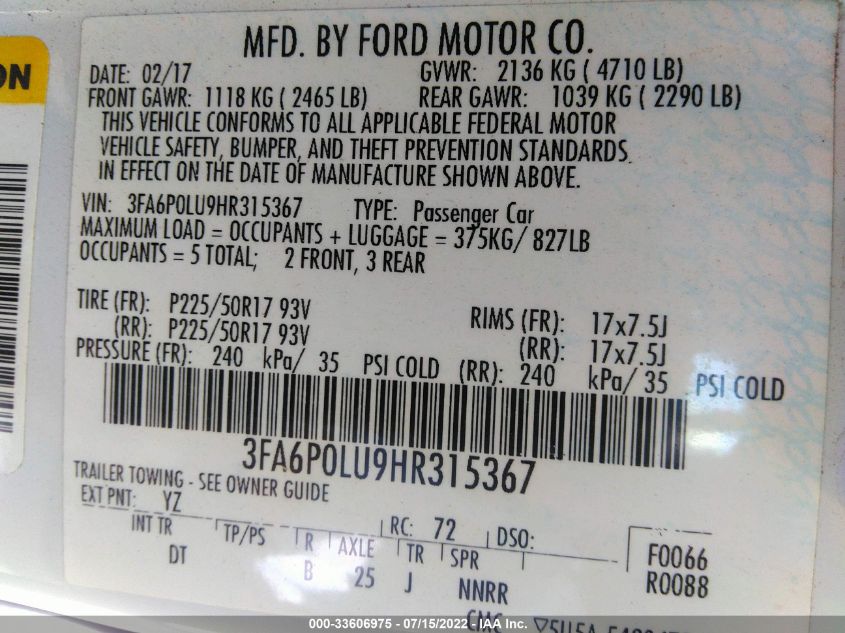 ON
MFD. BY FORD MOTOR CO.
DATE: 02/17 GVWR: 2136 KG ( 4710 LB)
FRONT GAWR: 1118 KG ( 2465 LB) REAR GAWR: 1039 KG ( 2290 LB)
THIS VEHICLE CONFORMS TO ALL APPLICABLE FEDERAL MOTOR
VEHICLE SAFETY, BUMPER, AND THEFT PREVENTION STANDARDS
IN EFFECT ON THE DATE OF MANUFACTURE SHOWN ABOVE.
VIN: 3FA6P0LU9HR315367 TYPE: Passenger Car
MAXIMUM LOAD = OCCUPANTS + LUGGAGE = 375KG/ 827LB
OCCUPANTS = 5 TOTAL; 2 FRONT, 3 REAR
TIRE (FR): P225/50R17 93V RIMS (FR): 17x7.5J
(RR): P225/50R17 93V (RR): 17x7.5J
PRESSURE (FR): 240 kPa/ 35 PSI COLD (RR): 240 kPa/ 35 PSI COLD
3FA6P0LU9HR315367
TRAILER TOWING - SEE OWNER GUIDE
EXT PNT: YZ RC: 72 DSO:
INT TR TP/PS R AXLE TR SPR F0066
DT B 25 J NNRR R0088
000-33606975 - 07/15/2022 - IAA Inc.